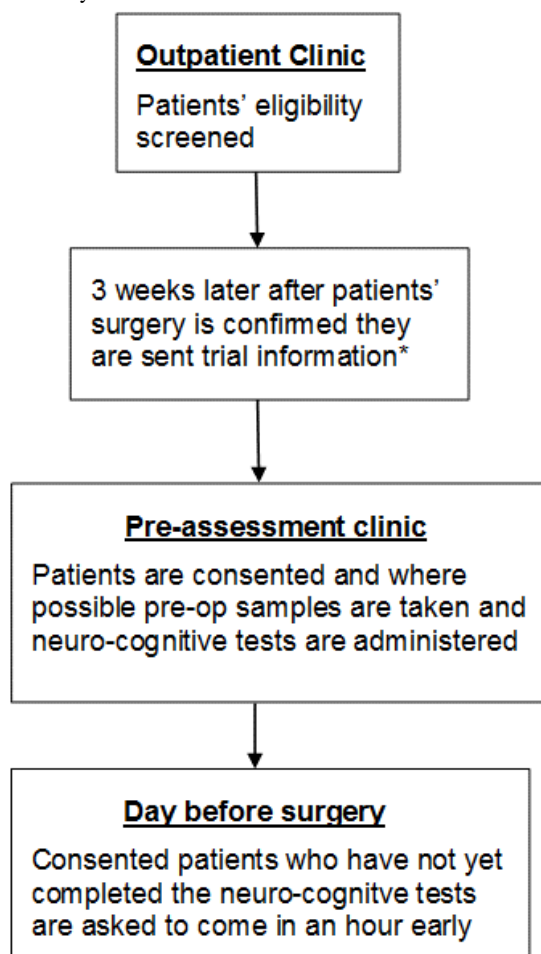 Outpatient Clinic
Patients' eligibility
screened
3 weeks later after patients'
surgery is confirmed they
are sent trial information*
Pre-assessment clinic
Patients are consented and where
possible pre-op samples are taken and
neuro-cognitive tests are administered
Day before surgery
Consented patients who have not yet
completed the neuro-cognitve tests
are asked to come in an hour early